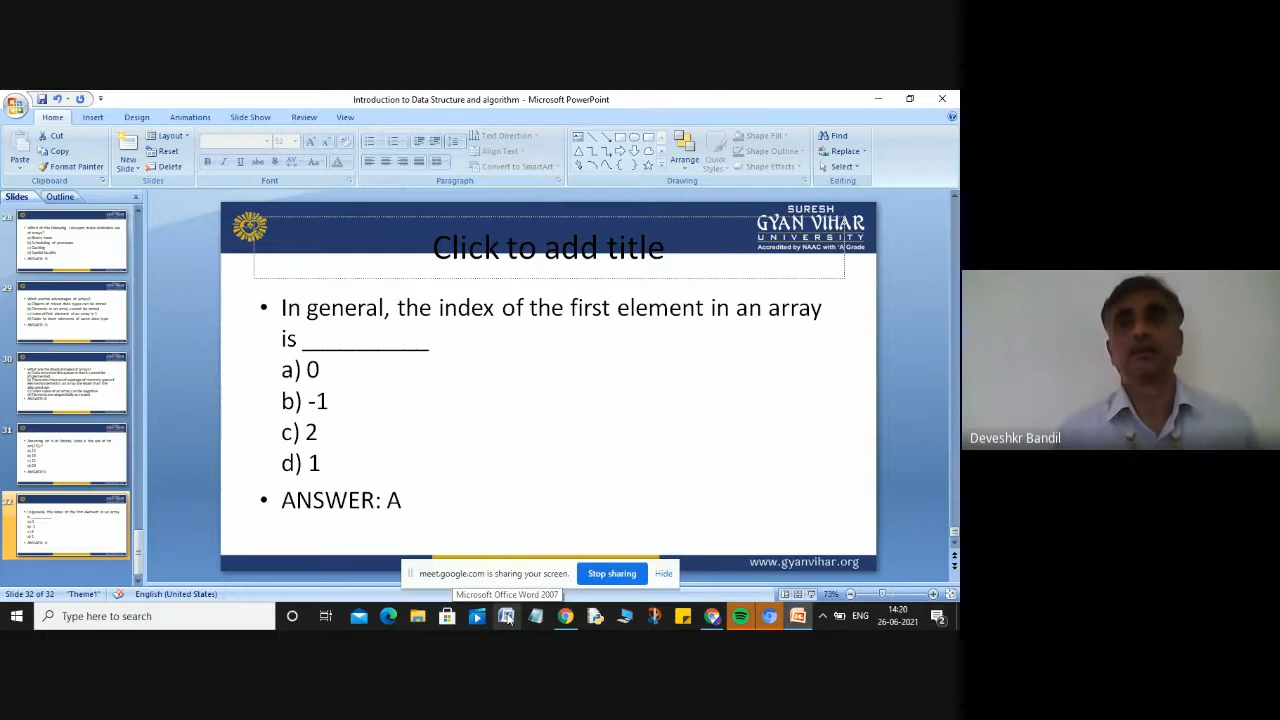 Introduction to Data Structure and algorithm - Microsoft PowerPoint
Home Insert Design Animations Slide Show Review View
Paste
Cut
Copy
Format Painter
Clipboard
New Slide
Layout
Reset
Delete
Slides
Font
Paragraph
Text Direction
Align Text
Convert to SmartArt
Arrange
Quick Styles
Shape Fill
Shape Outline
Shape Effects
Drawing
Find
Replace
Select
Editing
Slides Outline
28
29
30
31
SURESH
GYAN VIHAR
UNIVERSITY
Accredited by NAAC with 'A' Grade
Click to add title
• In general, the index of the first element in an array
is __________
a) 0
b) -1
c) 2
d) 1
• ANSWER: A
www.gyanvihar.org
meet.google.com is sharing your screen. Stop sharing Hide
Microsoft Office Word 2007
Slide 32 of 32 "Theme1" English (United States) 73%
Type here to search
ENG
14:20
26-06-2021
2
Deveshkr Bandil